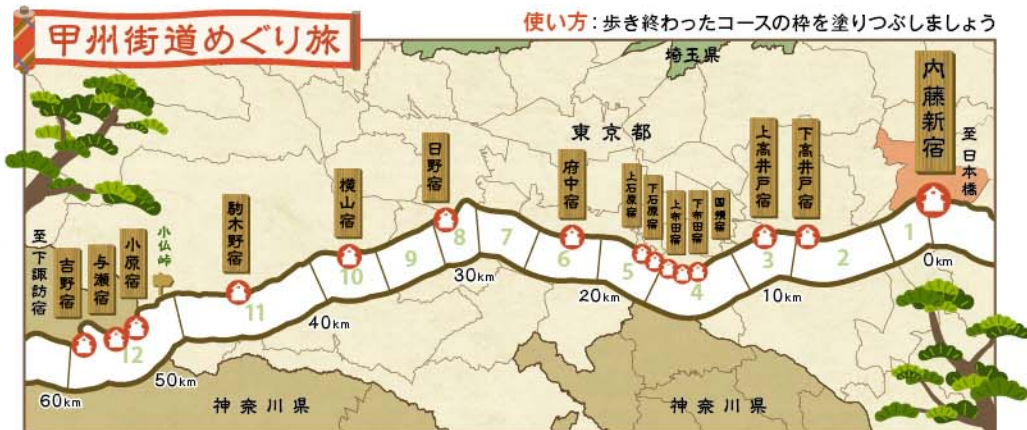 甲州街道めぐり旅
使い方：歩き終わったコースの枠を塗りつぶしましょう
埼玉県
東京都
内藤新宿
至日本橋
下高井戸宿
上高井戸宿
国領宿
下布田宿
上布田宿
下石原宿
上石原宿
府中宿
日野宿
横山宿
駒木野宿
小仏峠
小原宿
与瀬宿
吉野宿
至下諏訪宿
1
2
3
4
5
6
7
8
9
10
11
12
0km
10km
20km
30km
40km
50km
60km
神奈川県
神奈川県